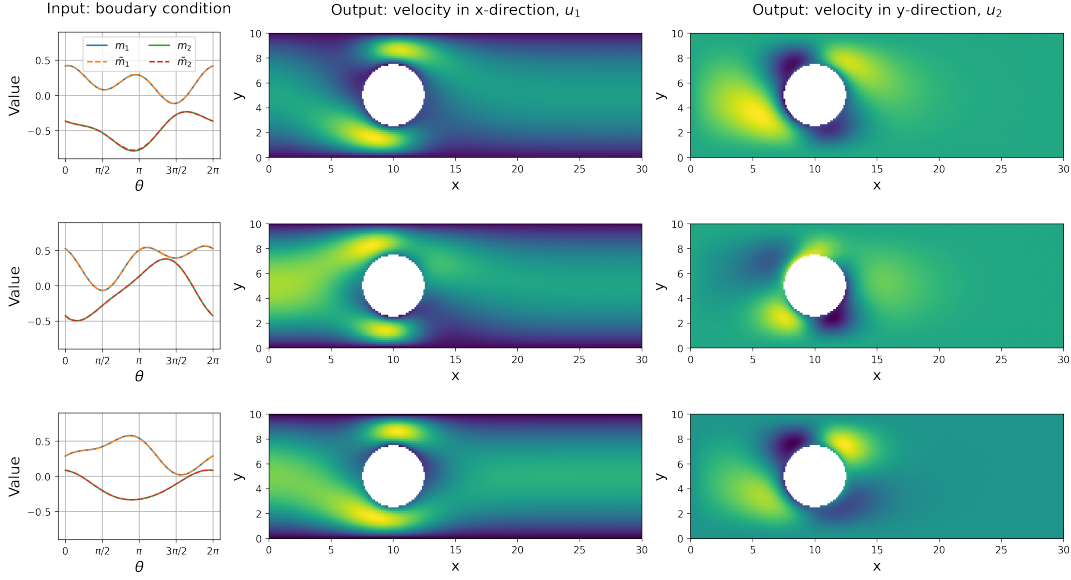 Input: boudary condition
Output: velocity in x-direction, u₁
Output: velocity in y-direction, u₂
m₁ m₂
m̃₁ m̃₂
Value
0.5
0.0
−0.5
0 π/2 π 3π/2 2π
θ
y
10
8
6
4
2
0
0 5 10 15 20 25 30
x
y
10
8
6
4
2
0
0 5 10 15 20 25 30
x
Value
0.5
0.0
−0.5
0 π/2 π 3π/2 2π
θ
y
10
8
6
4
2
0
0 5 10 15 20 25 30
x
y
10
8
6
4
2
0
0 5 10 15 20 25 30
x
Value
0.5
0.0
−0.5
0 π/2 π 3π/2 2π
θ
y
10
8
6
4
2
0
0 5 10 15 20 25 30
x
y
10
8
6
4
2
0
0 5 10 15 20 25 30
x